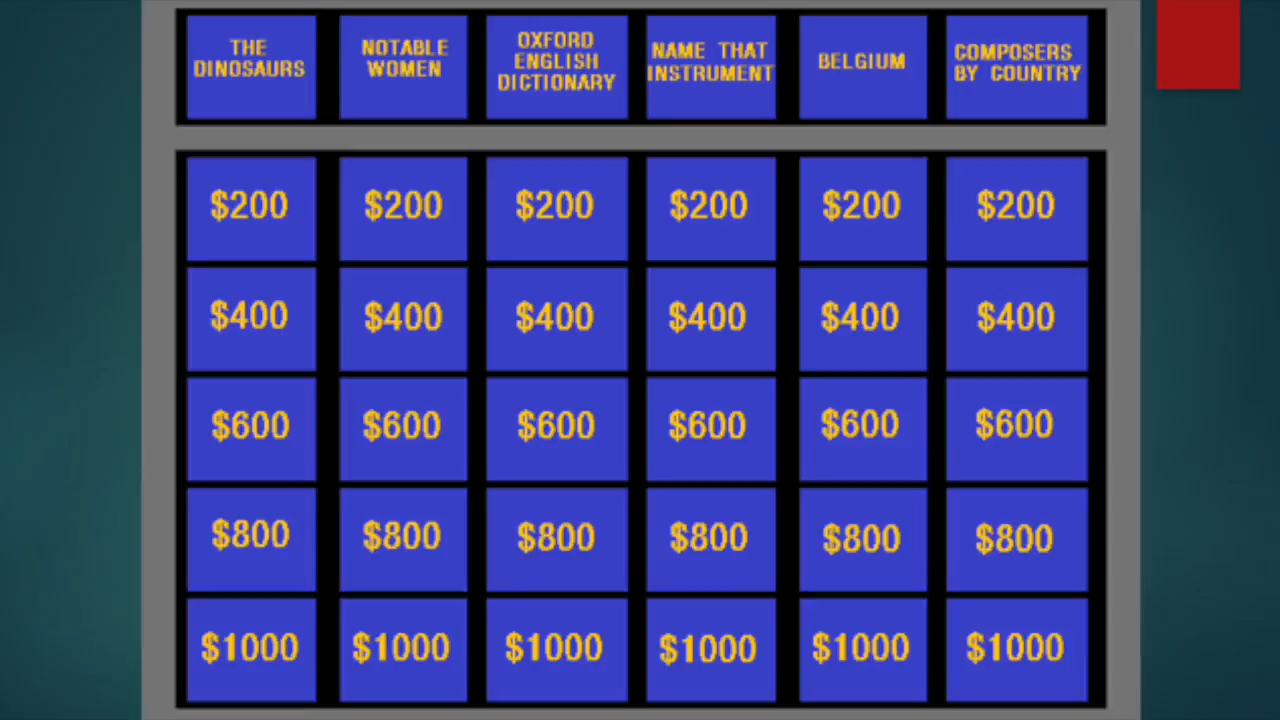 THE
DINOSAURS
NOTABLE
WOMEN
OXFORD
ENGLISH
DICTIONARY
NAME THAT
INSTRUMENT
BELGIUM
COMPOSERS
BY COUNTRY
$200 $200 $200 $200 $200 $200
$400 $400 $400 $400 $400 $400
$600 $600 $600 $600 $600 $600
$800 $800 $800 $800 $800 $800
$1000 $1000 $1000 $1000 $1000 $1000